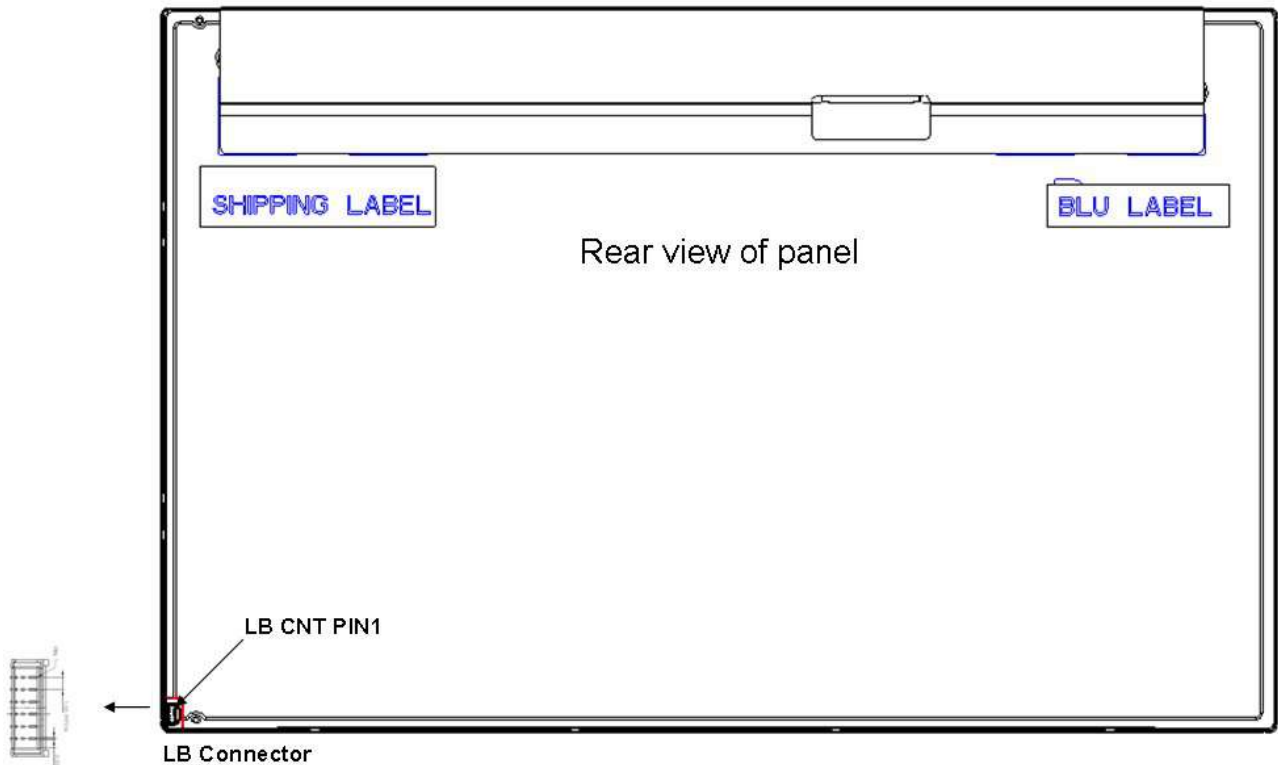 SHIPPING LABEL
BLU LABEL
Rear view of panel
LB CNT PIN1
LB Connector